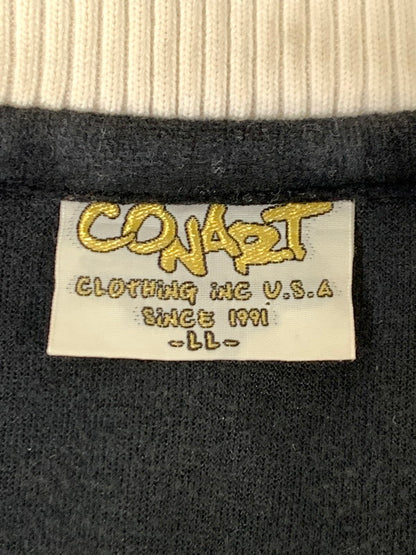 CONART
CLOTHING INC U.S.A
SINCE 1991
-LL-